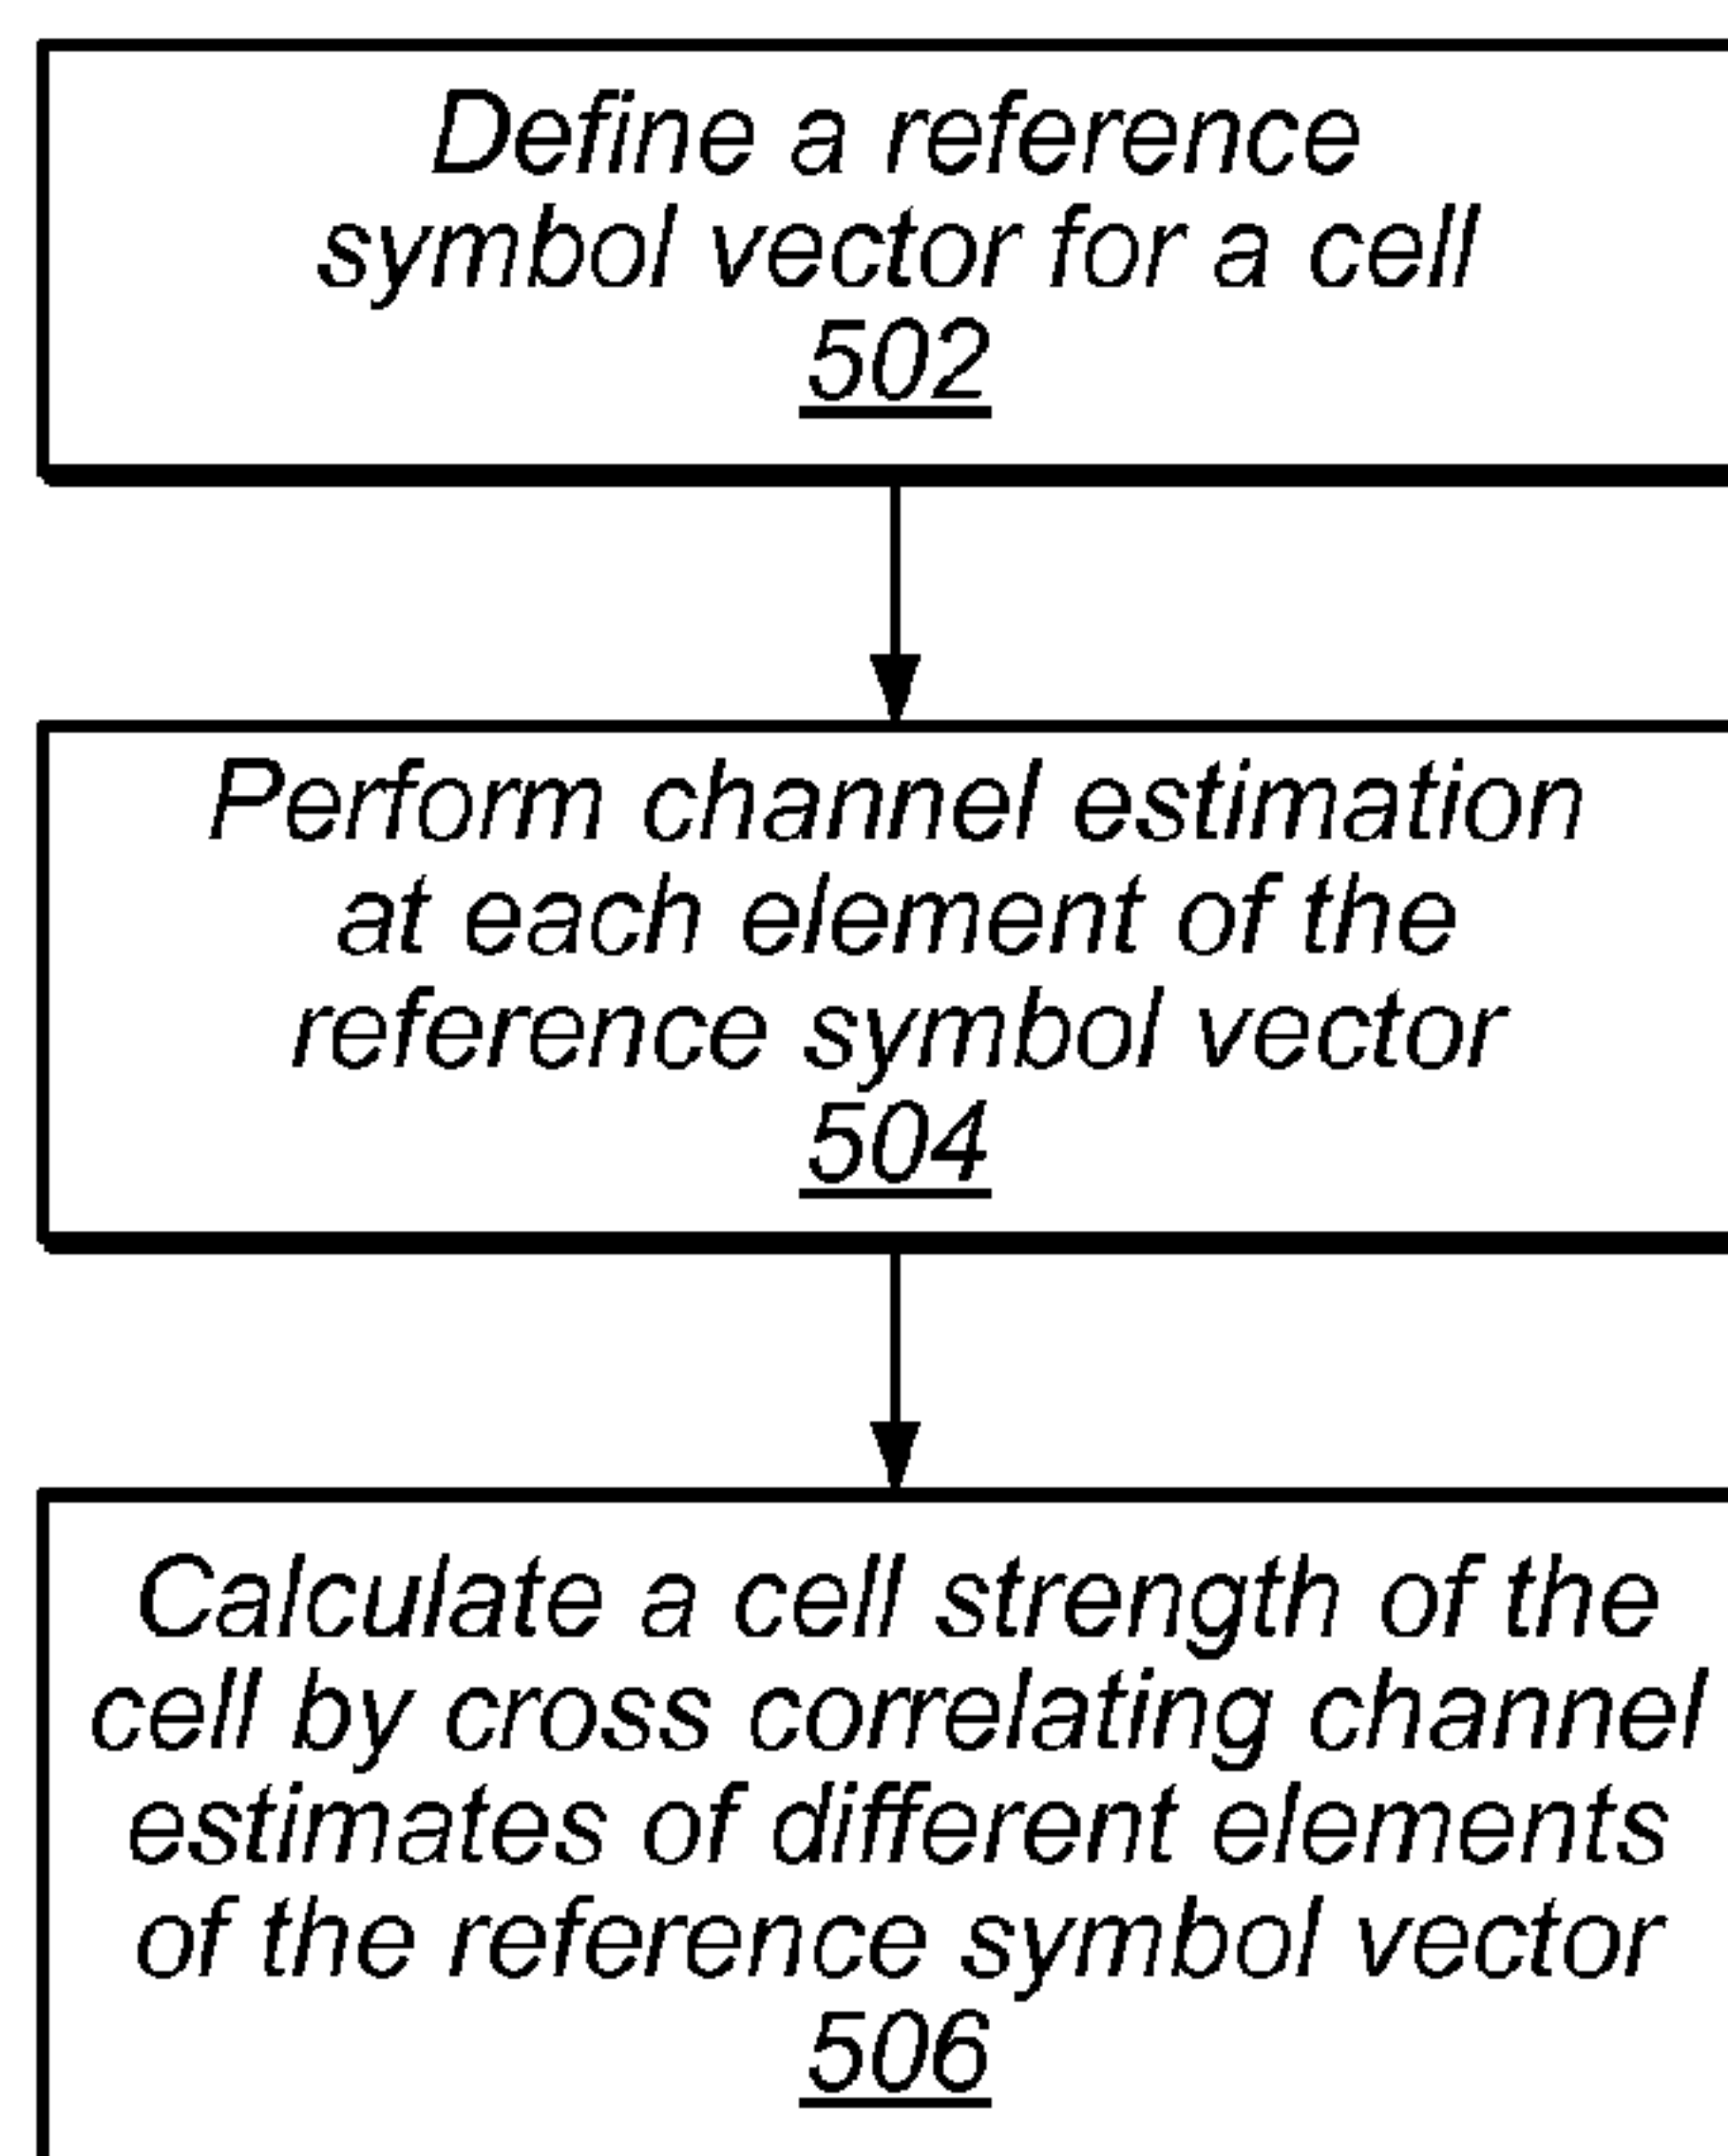 Define a reference
symbol vector for a cell
502
Perform channel estimation
at each element of the
reference symbol vector
504
Calculate a cell strength of the
cell by cross correlating channel
estimates of different elements
of the reference symbol vector
506